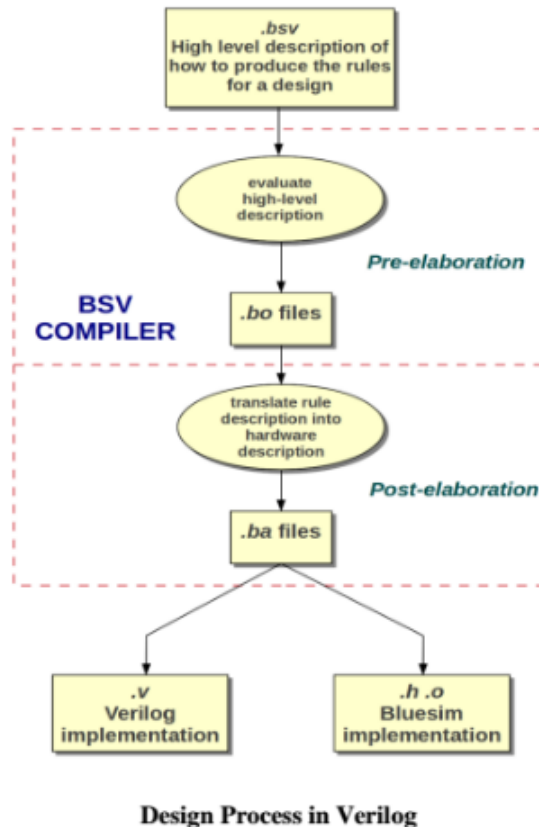 .bsv
High level description of
how to produce the rules
for a design
evaluate
high-level
description
Pre-elaboration
BSV
COMPILER
.bo files
translate rule
description into
hardware
description
Post-elaboration
.ba files
.v
Verilog
implementation
.h .o
Bluesim
implementation
Design Process in Verilog